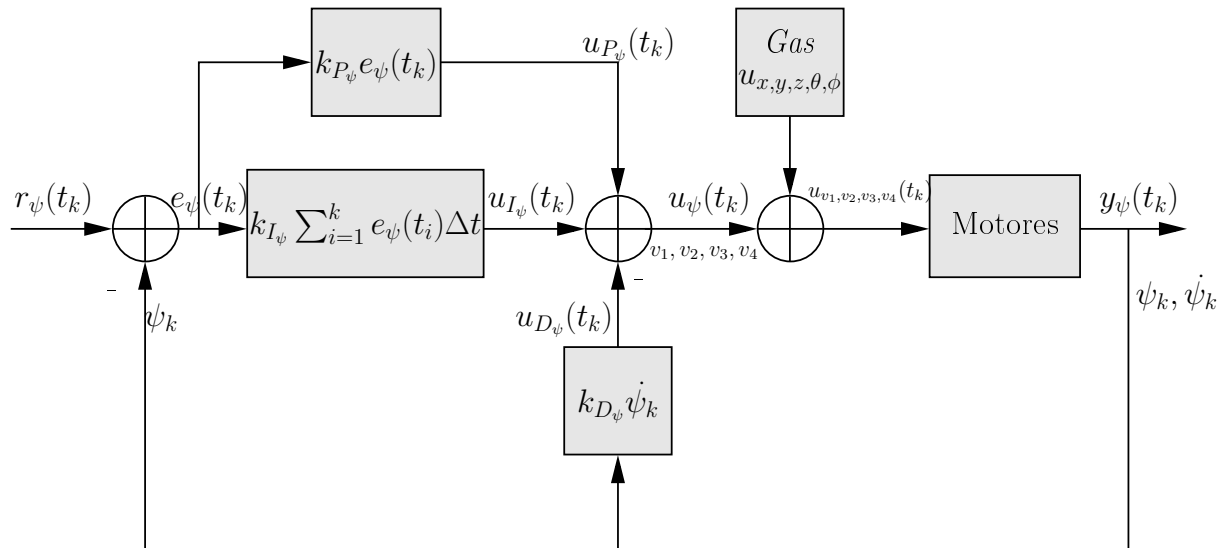 k_{P_ψ} e_ψ(t_k)
u_{P_ψ}(t_k)
Gas
u_{x,y,z,θ,ϕ}
r_ψ(t_k)
e_ψ(t_k)
k_{I_ψ} ∑_{i=1}^{k} e_ψ(t_i)Δt
u_{I_ψ}(t_k)
u_ψ(t_k)
v_1, v_2, v_3, v_4
u_{v_1,v_2,v_3,v_4}(t_k)
Motores
y_ψ(t_k)
-
ψ_k
-
u_{D_ψ}(t_k)
ψ_k, ψ̇_k
k_{D_ψ} ψ̇_k